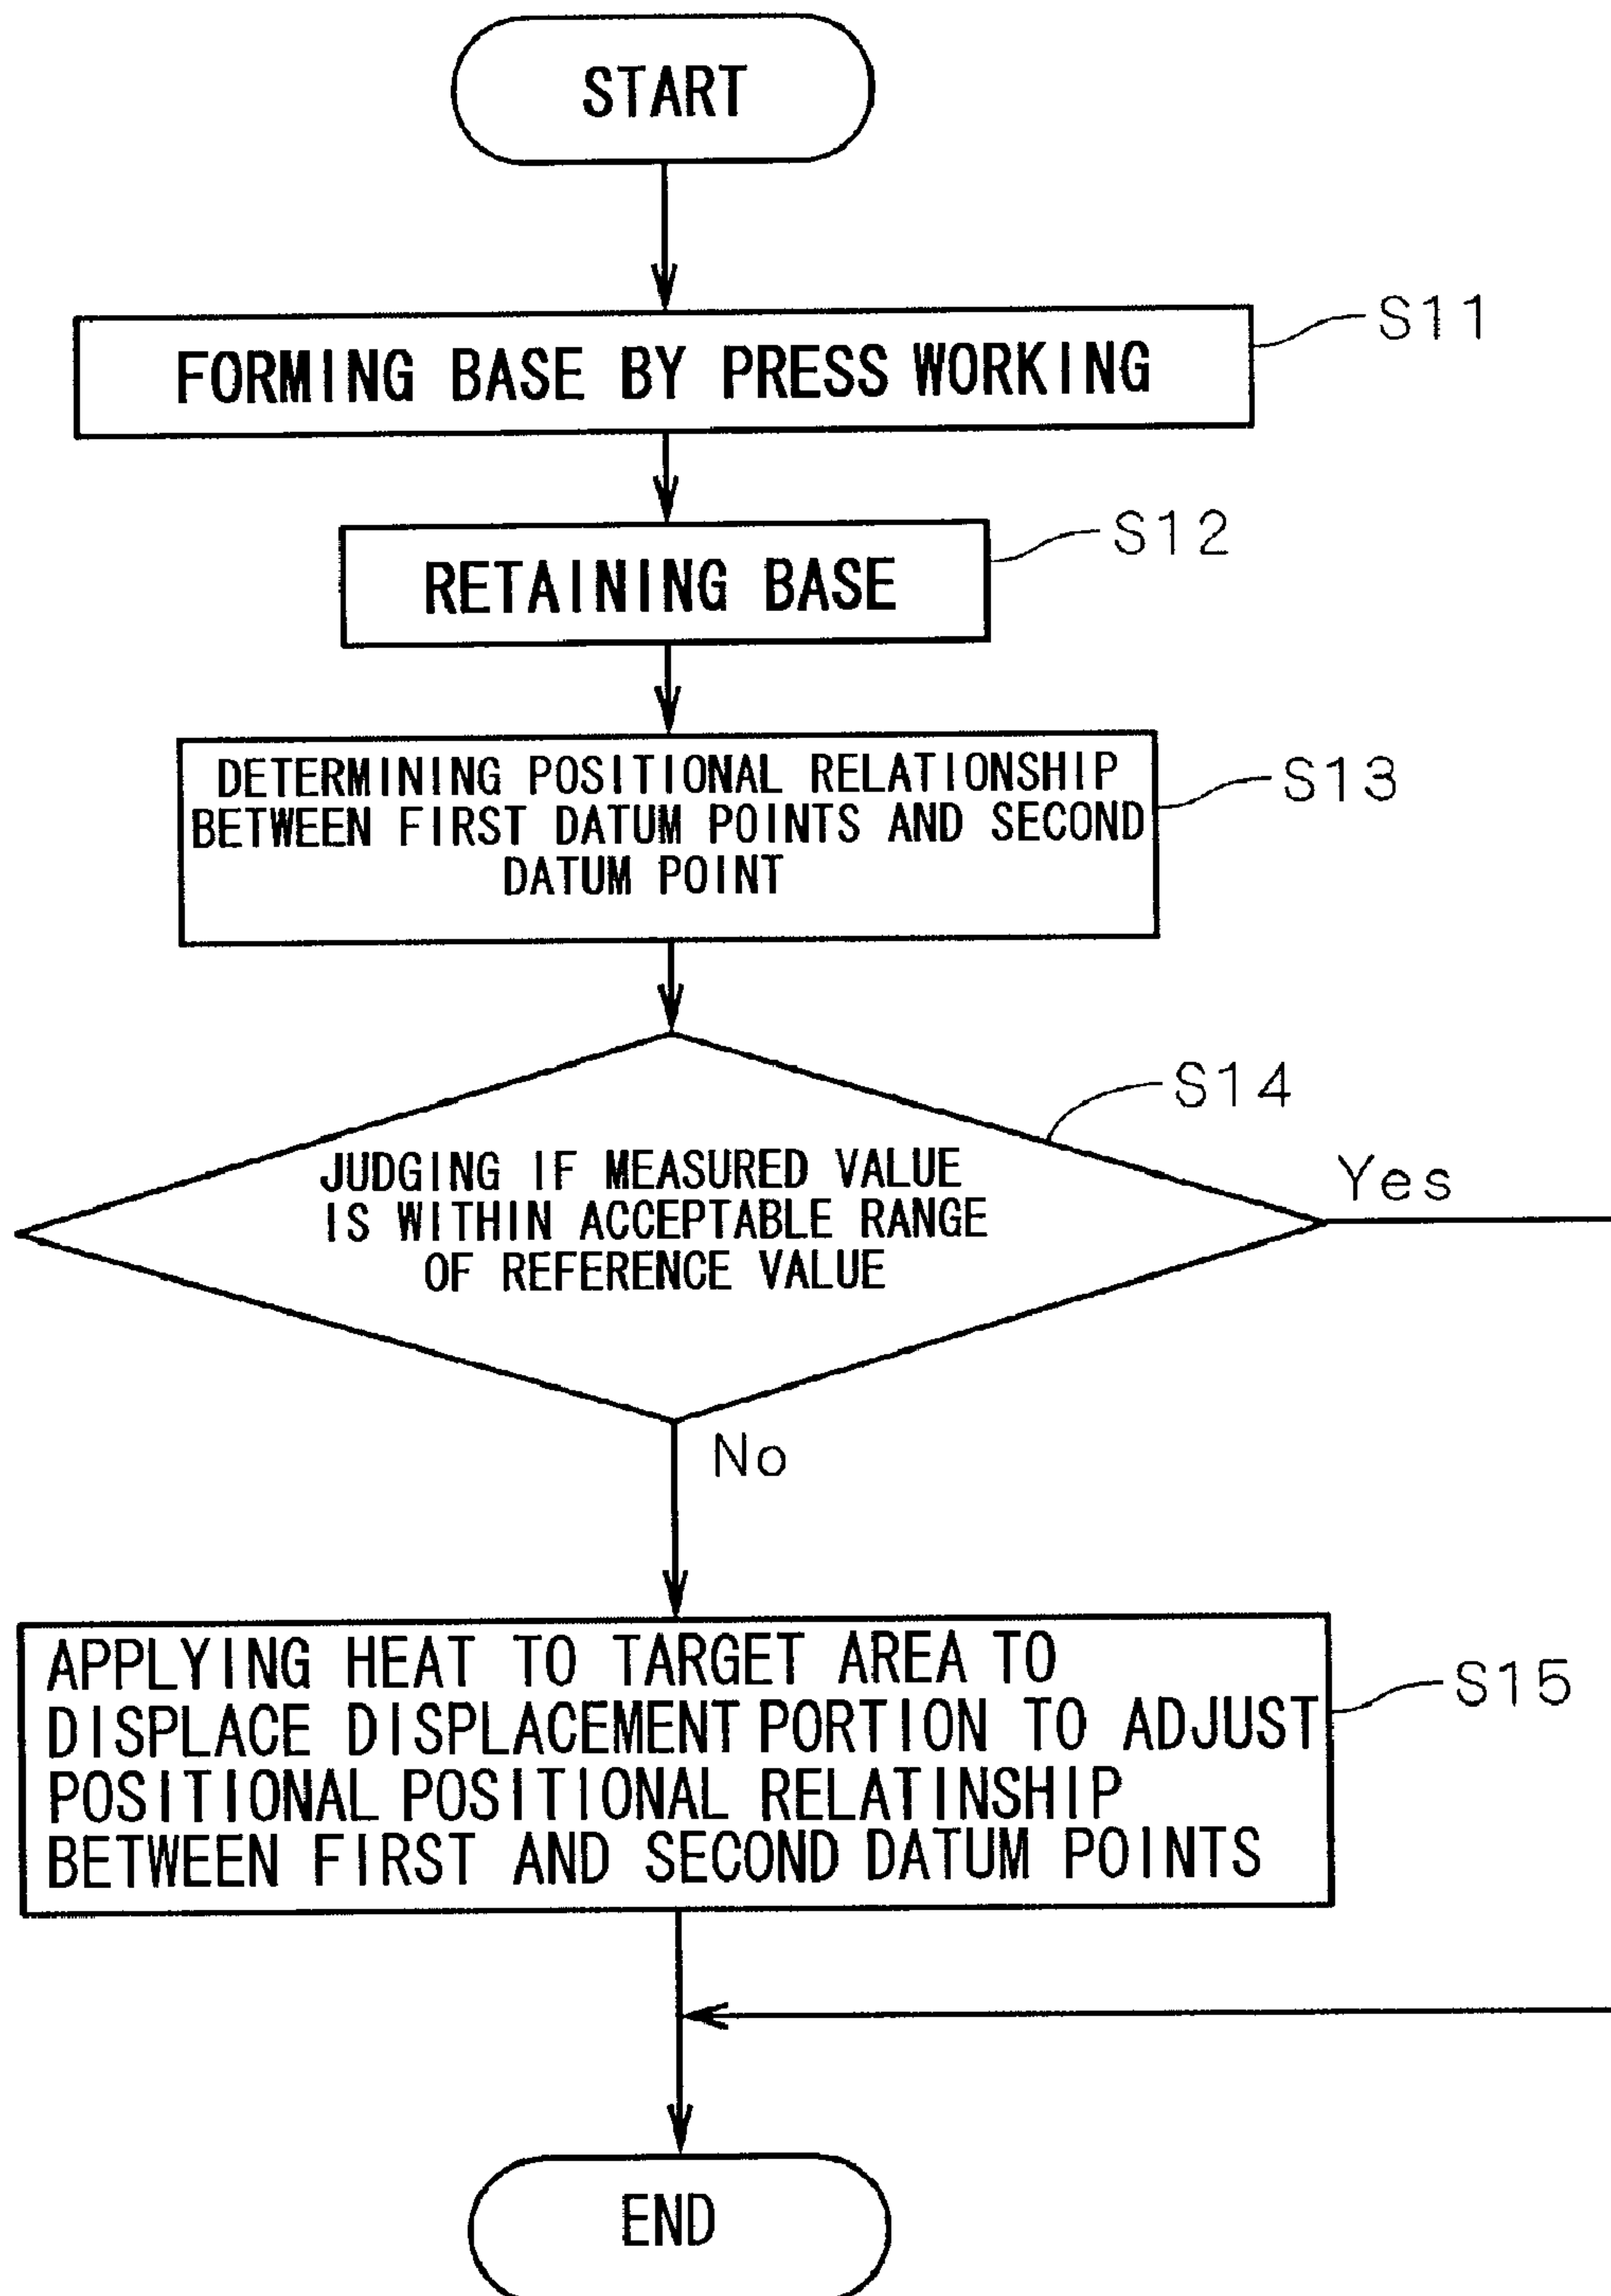 START
FORMING BASE BY PRESS WORKING
S11
RETAINING BASE
S12
DETERMINING POSITIONAL RELATIONSHIP
BETWEEN FIRST DATUM POINTS AND SECOND
DATUM POINT
S13
JUDGING IF MEASURED VALUE
IS WITHIN ACCEPTABLE RANGE
OF REFERENCE VALUE
S14
Yes
No
APPLYING HEAT TO TARGET AREA TO
DISPLACE DISPLACEMENT PORTION TO ADJUST
POSITIONAL POSITIONAL RELATINSHIP
BETWEEN FIRST AND SECOND DATUM POINTS
S15
END